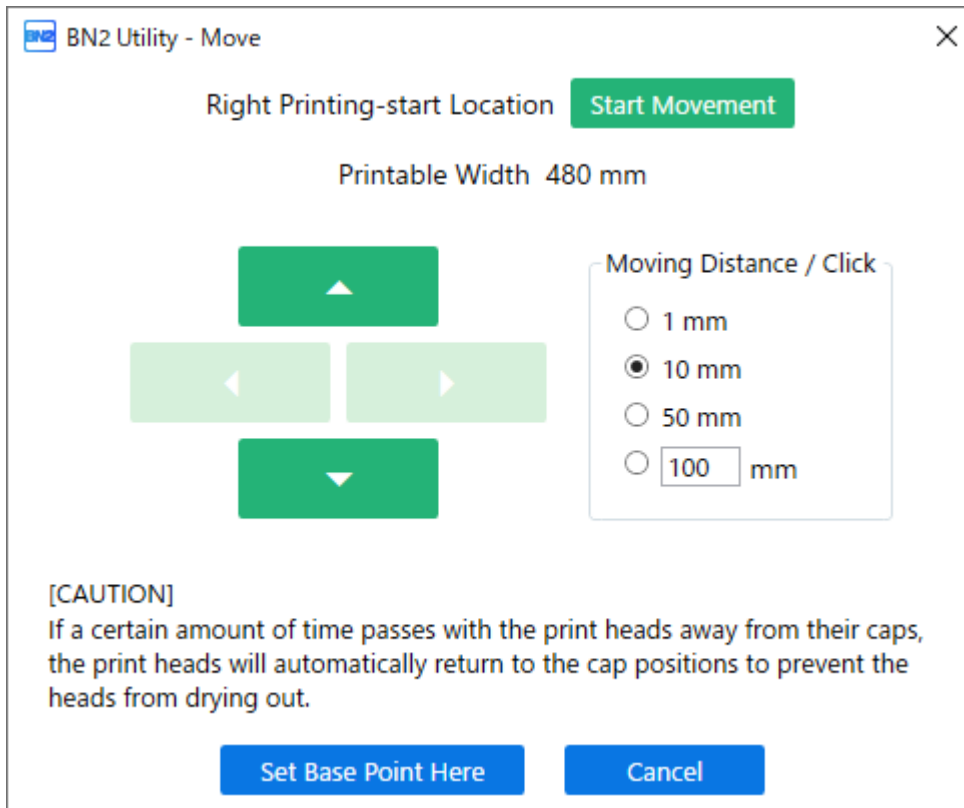 BN2 BN2 Utility - Move
Right Printing-start Location Start Movement
Printable Width 480 mm
Moving Distance / Click
1 mm
10 mm
50 mm
100 mm
[CAUTION]
If a certain amount of time passes with the print heads away from their caps,
the print heads will automatically return to the cap positions to prevent the
heads from drying out.
Set Base Point Here Cancel